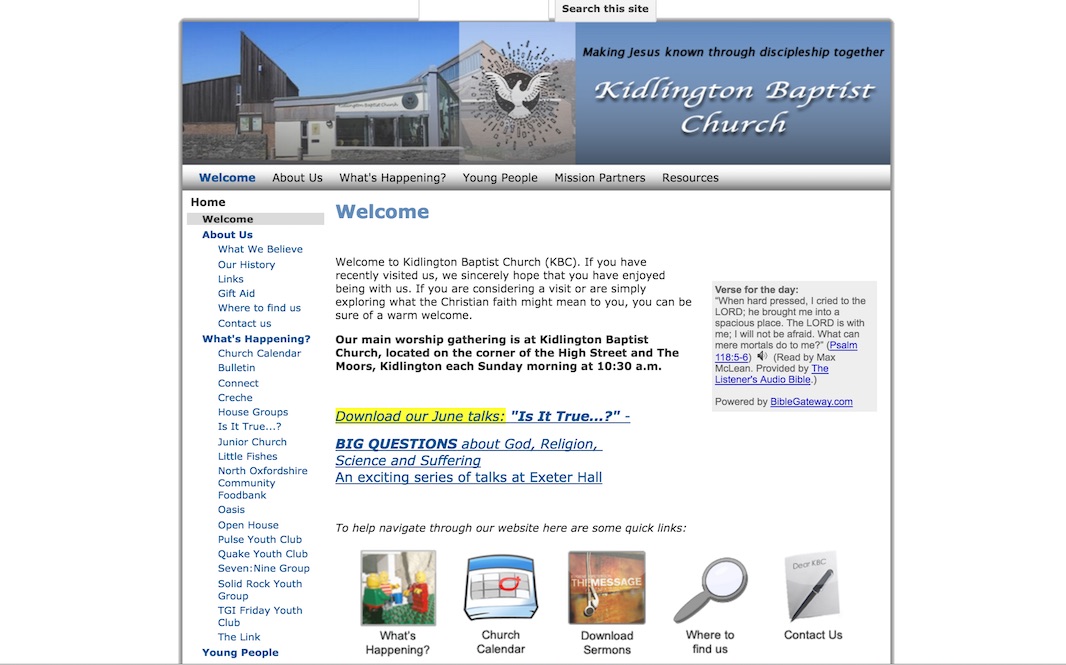 Search this site
Making Jesus known through discipleship together
Kidlington Baptist
Church
Kidlington Baptist Church
Welcome About Us What's Happening? Young People Mission Partners Resources
Home
Welcome
About Us
What We Believe
Our History
Links
Gift Aid
Where to find us
Contact us
What's Happening?
Church Calendar
Bulletin
Connect
Creche
House Groups
Is It True...?
Junior Church
Little Fishes
North Oxfordshire
Community
Foodbank
Oasis
Open House
Pulse Youth Club
Quake Youth Club
Seven:Nine Group
Solid Rock Youth
Group
TGI Friday Youth
Club
The Link
Young People
Welcome
Welcome to Kidlington Baptist Church (KBC). If you have
recently visited us, we sincerely hope that you have enjoyed
being with us. If you are considering a visit or are simply
exploring what the Christian faith might mean to you, you can be
sure of a warm welcome.
Our main worship gathering is at Kidlington Baptist
Church, located on the corner of the High Street and The
Moors, Kidlington each Sunday morning at 10:30 a.m.
Download our June talks: "Is It True...?" -
BIG QUESTIONS about God, Religion,
Science and Suffering
An exciting series of talks at Exeter Hall
To help navigate through our website here are some quick links:
THE MESSAGE
Dear KBC
What's
Happening?
Church
Calendar
Download
Sermons
Where to
find us
Contact Us
Verse for the day:
“When hard pressed, I cried to the
LORD; he brought me into a
spacious place. The LORD is with
me; I will not be afraid. What can
mere mortals do to me?” (Psalm
118:5-6) (Read by Max
McLean. Provided by The
Listener's Audio Bible.)
Powered by BibleGateway.com